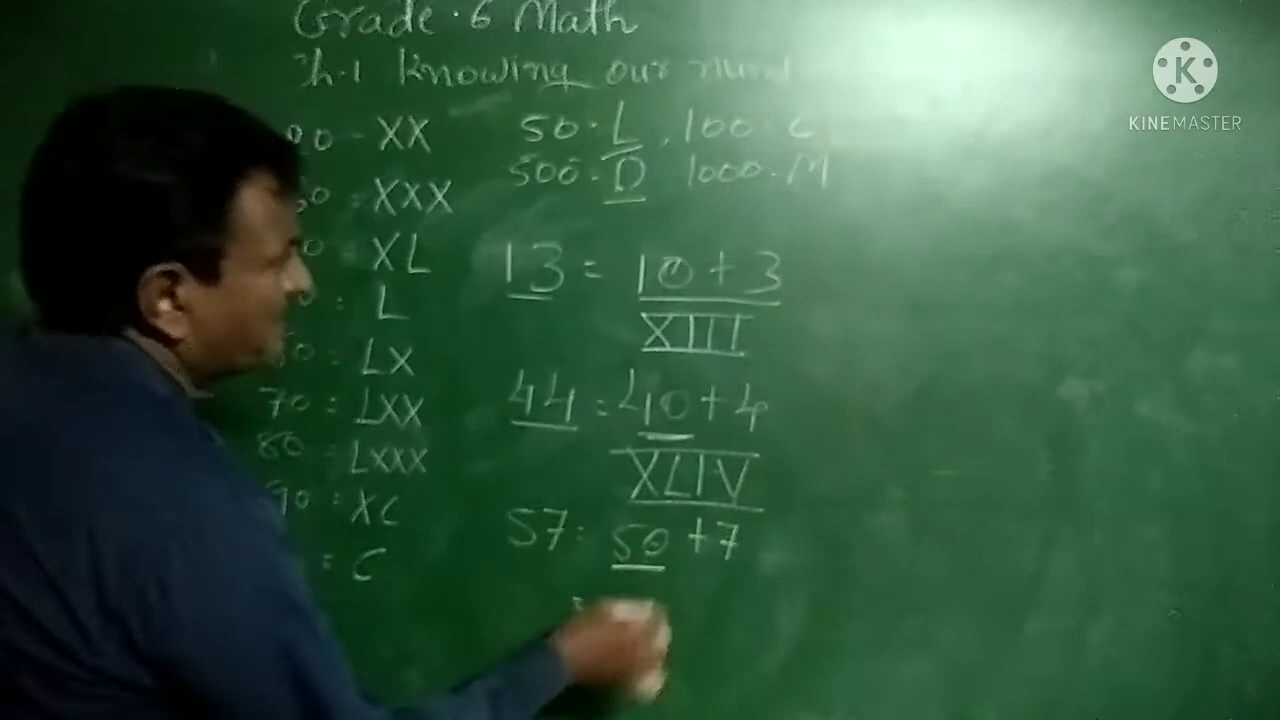 Grade. 6 Math
Ch-1 Knowing our
XX
XXX
XL
L
LX
70 = LXX
80 = LXXX
90 = XC
= C
50. L, 100. C
500. D 1000. M
13 = 10 + 3
XIII
44 = 40 + 4
XLIV
57 = 50 + 7
=
K
KINEMASTER